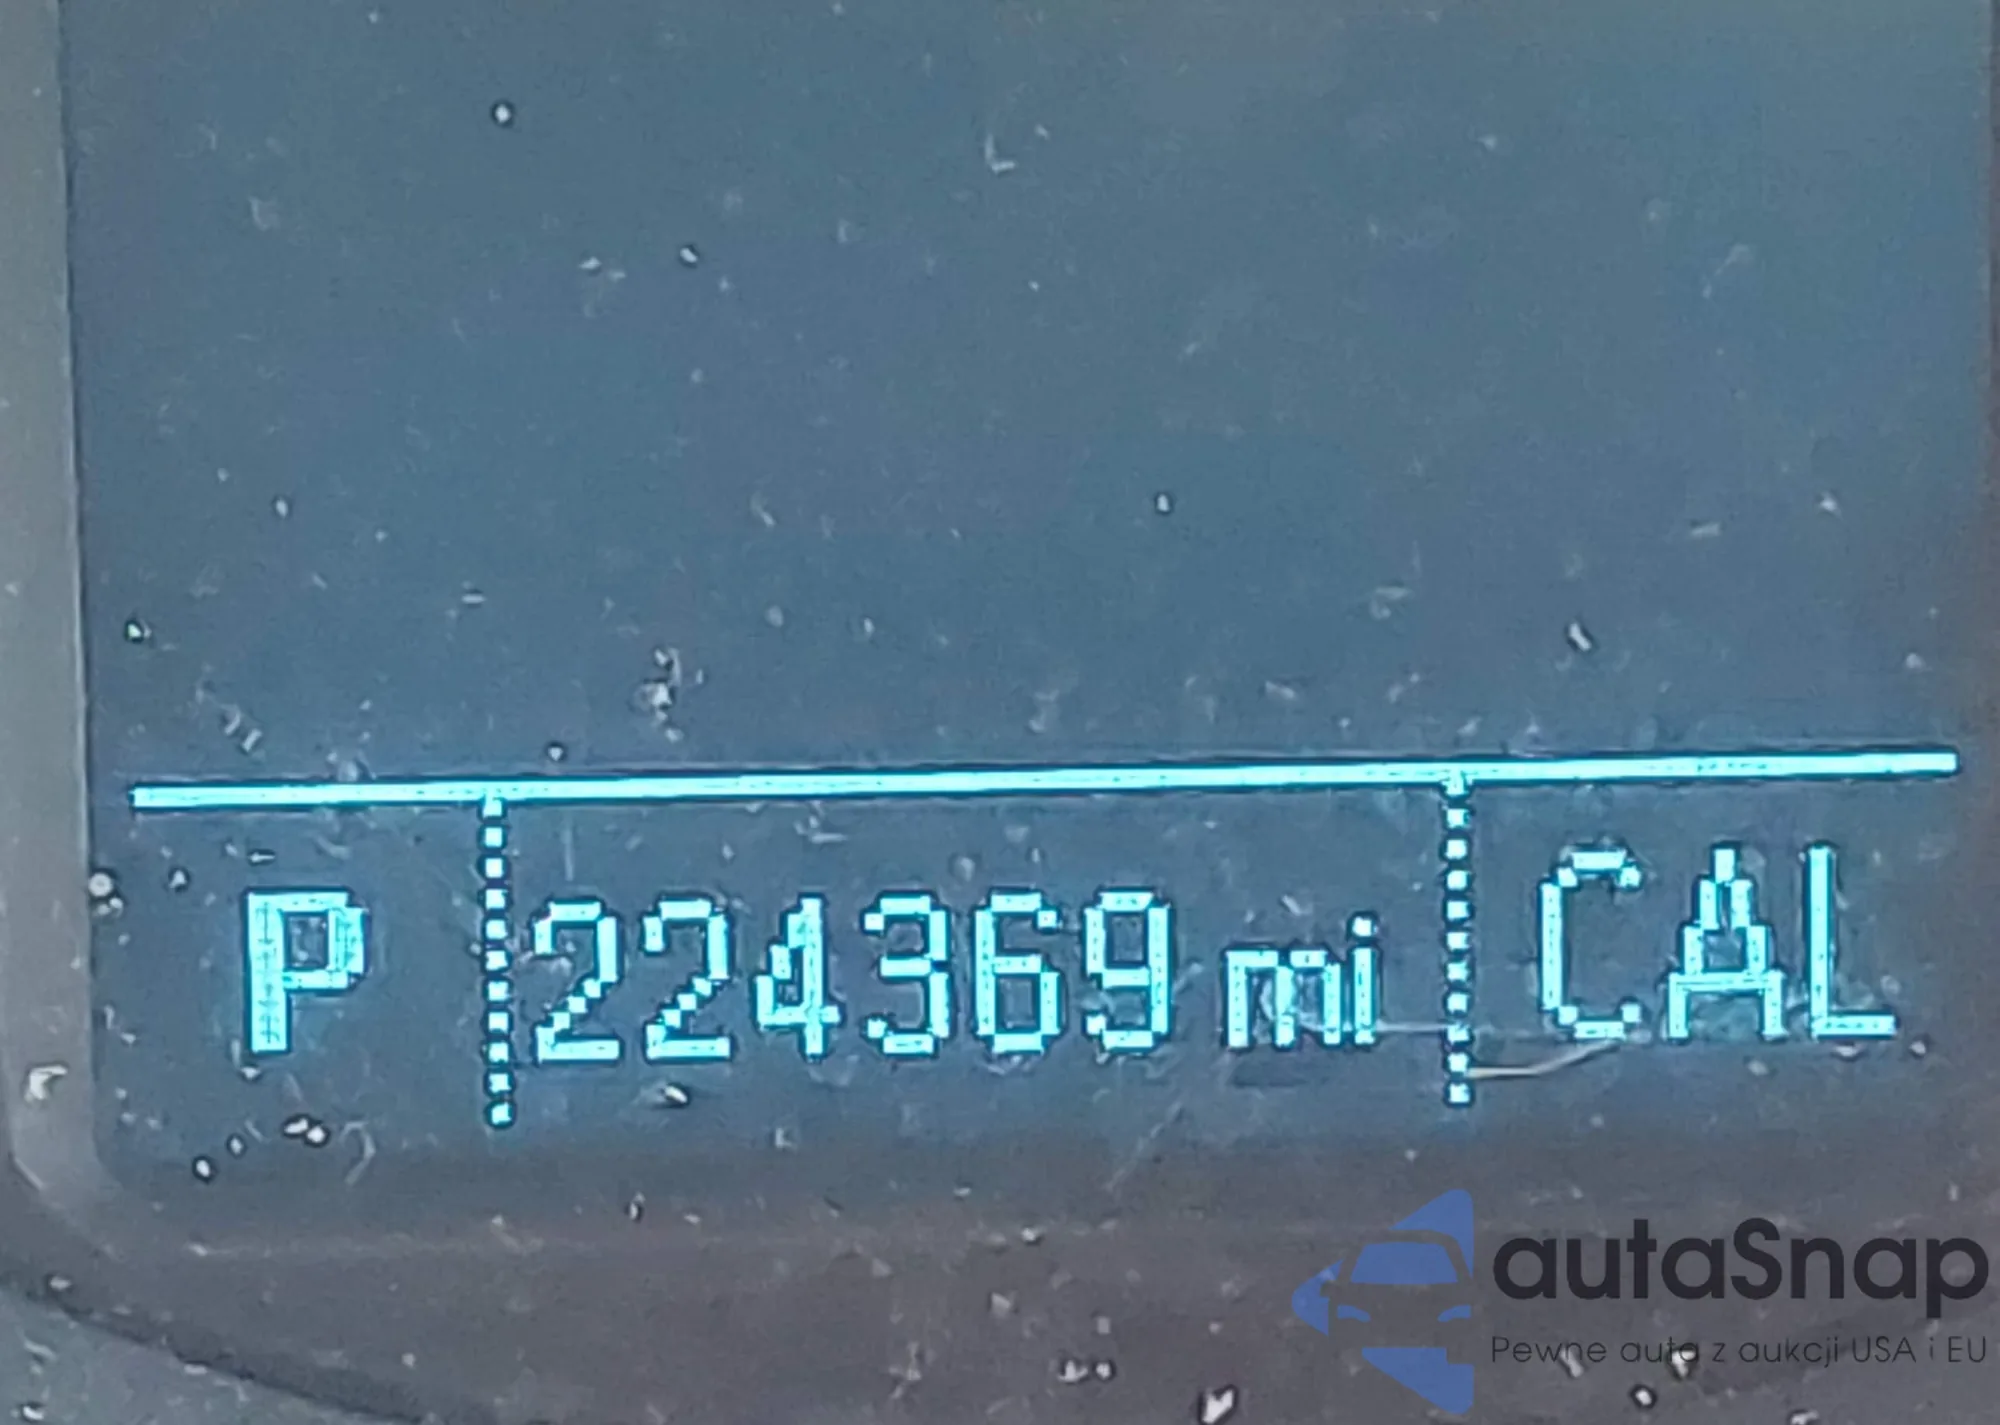 P 224369 mi CAL
autaSnap
Pewne auta z aukcji USA i EU